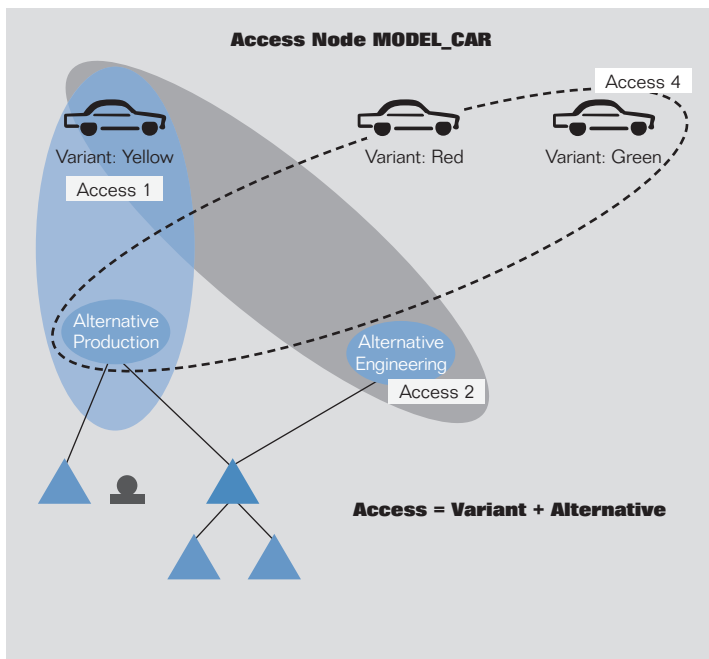 Access Node MODEL_CAR
Access 4
Variant: Yellow
Variant: Red
Variant: Green
Access 1
Alternative
Production
Alternative
Engineering
Access 2
Access = Variant + Alternative